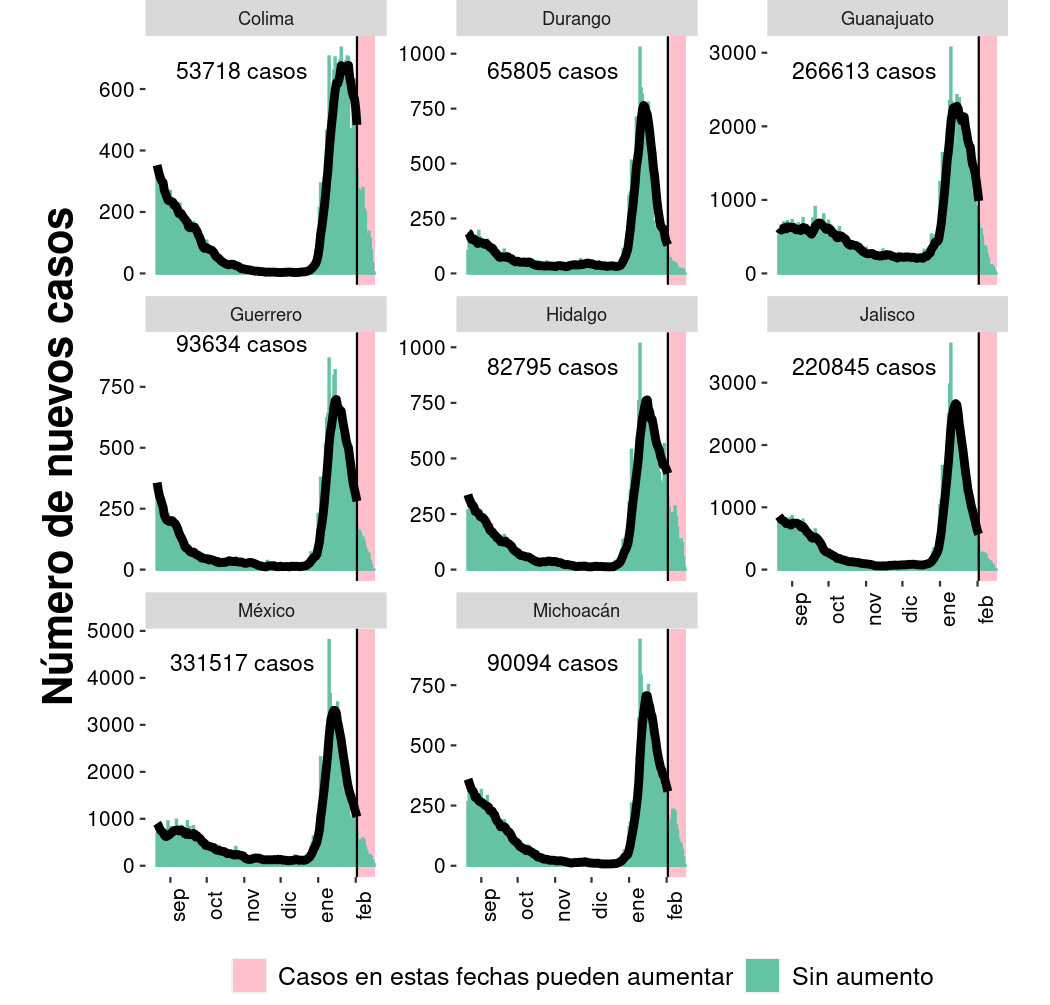 Número de nuevos casos
Colima
53718 casos
600
400
200
0
Durango
65805 casos
1000
750
500
250
0
Guanajuato
266613 casos
3000
2000
1000
0
Guerrero
93634 casos
750
500
250
0
Hidalgo
82795 casos
1000
750
500
250
0
Jalisco
220845 casos
3000
2000
1000
0
sep oct nov dic ene feb
México
331517 casos
5000
4000
3000
2000
1000
0
sep oct nov dic ene feb
Michoacán
90094 casos
750
500
250
0
sep oct nov dic ene feb
Casos en estas fechas pueden aumentar Sin aumento